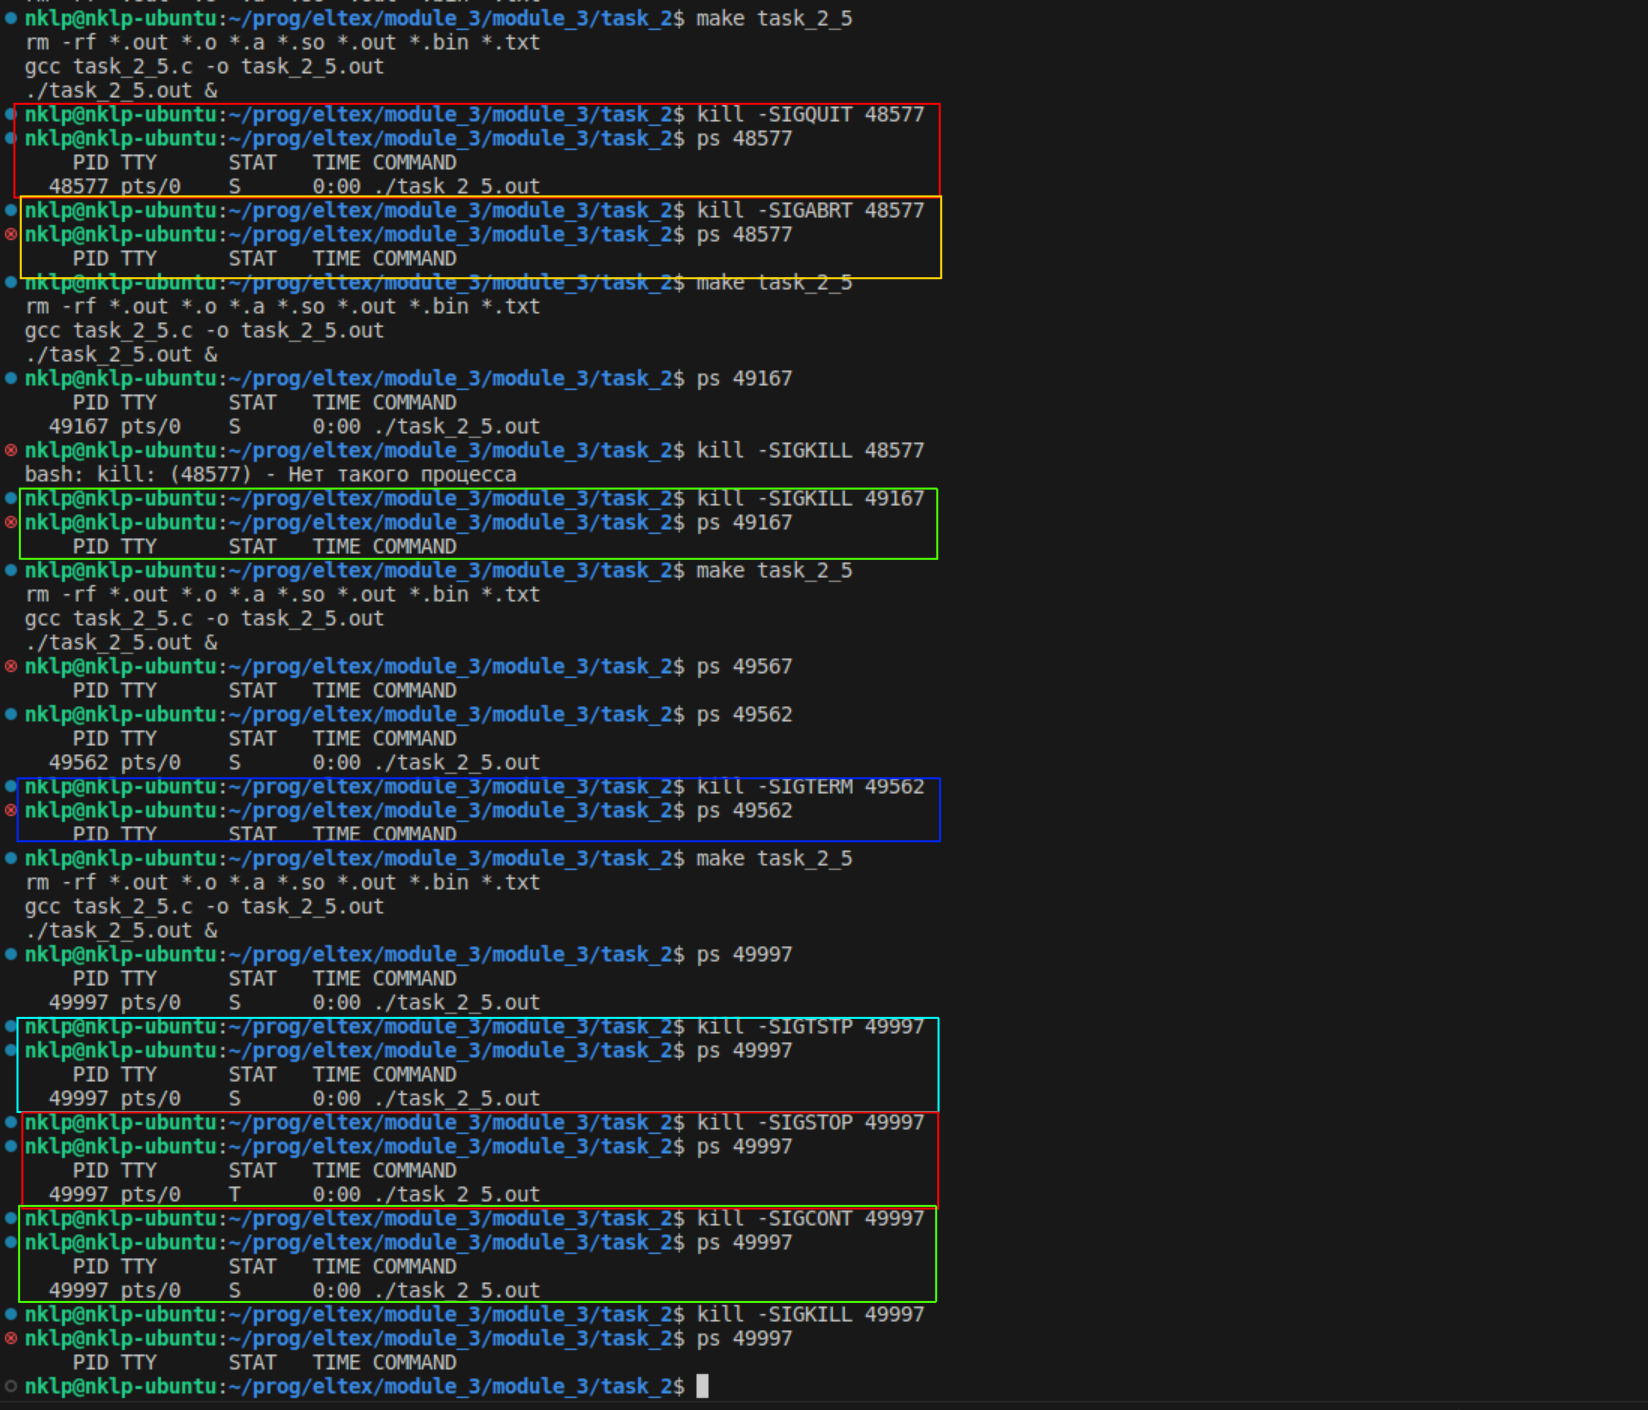 nklp@nklp-ubuntu:~/prog/eltex/module_3/module_3/task_2$ make task_2_5
rm -rf *.out *.o *.a *.so *.out *.bin *.txt
gcc task_2_5.c -o task_2_5.out
./task_2_5.out &
nklp@nklp-ubuntu:~/prog/eltex/module_3/module_3/task_2$ kill -SIGQUIT 48577
nklp@nklp-ubuntu:~/prog/eltex/module_3/module_3/task_2$ ps 48577
    PID TTY      STAT   TIME COMMAND
  48577 pts/0    S      0:00 ./task_2_5.out
nklp@nklp-ubuntu:~/prog/eltex/module_3/module_3/task_2$ kill -SIGABRT 48577
nklp@nklp-ubuntu:~/prog/eltex/module_3/module_3/task_2$ ps 48577
    PID TTY      STAT   TIME COMMAND
nklp@nklp-ubuntu:~/prog/eltex/module_3/module_3/task_2$ make task_2_5
rm -rf *.out *.o *.a *.so *.out *.bin *.txt
gcc task_2_5.c -o task_2_5.out
./task_2_5.out &
nklp@nklp-ubuntu:~/prog/eltex/module_3/module_3/task_2$ ps 49167
    PID TTY      STAT   TIME COMMAND
  49167 pts/0    S      0:00 ./task_2_5.out
nklp@nklp-ubuntu:~/prog/eltex/module_3/module_3/task_2$ kill -SIGKILL 48577
bash: kill: (48577) - Нет такого процесса
nklp@nklp-ubuntu:~/prog/eltex/module_3/module_3/task_2$ kill -SIGKILL 49167
nklp@nklp-ubuntu:~/prog/eltex/module_3/module_3/task_2$ ps 49167
    PID TTY      STAT   TIME COMMAND
nklp@nklp-ubuntu:~/prog/eltex/module_3/module_3/task_2$ make task_2_5
rm -rf *.out *.o *.a *.so *.out *.bin *.txt
gcc task_2_5.c -o task_2_5.out
./task_2_5.out &
nklp@nklp-ubuntu:~/prog/eltex/module_3/module_3/task_2$ ps 49567
    PID TTY      STAT   TIME COMMAND
nklp@nklp-ubuntu:~/prog/eltex/module_3/module_3/task_2$ ps 49562
    PID TTY      STAT   TIME COMMAND
  49562 pts/0    S      0:00 ./task_2_5.out
nklp@nklp-ubuntu:~/prog/eltex/module_3/module_3/task_2$ kill -SIGTERM 49562
nklp@nklp-ubuntu:~/prog/eltex/module_3/module_3/task_2$ ps 49562
    PID TTY      STAT   TIME COMMAND
nklp@nklp-ubuntu:~/prog/eltex/module_3/module_3/task_2$ make task_2_5
rm -rf *.out *.o *.a *.so *.out *.bin *.txt
gcc task_2_5.c -o task_2_5.out
./task_2_5.out &
nklp@nklp-ubuntu:~/prog/eltex/module_3/module_3/task_2$ ps 49997
    PID TTY      STAT   TIME COMMAND
  49997 pts/0    S      0:00 ./task_2_5.out
nklp@nklp-ubuntu:~/prog/eltex/module_3/module_3/task_2$ kill -SIGTSTP 49997
nklp@nklp-ubuntu:~/prog/eltex/module_3/module_3/task_2$ ps 49997
    PID TTY      STAT   TIME COMMAND
  49997 pts/0    S      0:00 ./task_2_5.out
nklp@nklp-ubuntu:~/prog/eltex/module_3/module_3/task_2$ kill -SIGSTOP 49997
nklp@nklp-ubuntu:~/prog/eltex/module_3/module_3/task_2$ ps 49997
    PID TTY      STAT   TIME COMMAND
  49997 pts/0    T      0:00 ./task_2_5.out
nklp@nklp-ubuntu:~/prog/eltex/module_3/module_3/task_2$ kill -SIGCONT 49997
nklp@nklp-ubuntu:~/prog/eltex/module_3/module_3/task_2$ ps 49997
    PID TTY      STAT   TIME COMMAND
  49997 pts/0    S      0:00 ./task_2_5.out
nklp@nklp-ubuntu:~/prog/eltex/module_3/module_3/task_2$ kill -SIGKILL 49997
nklp@nklp-ubuntu:~/prog/eltex/module_3/module_3/task_2$ ps 49997
    PID TTY      STAT   TIME COMMAND
nklp@nklp-ubuntu:~/prog/eltex/module_3/module_3/task_2$